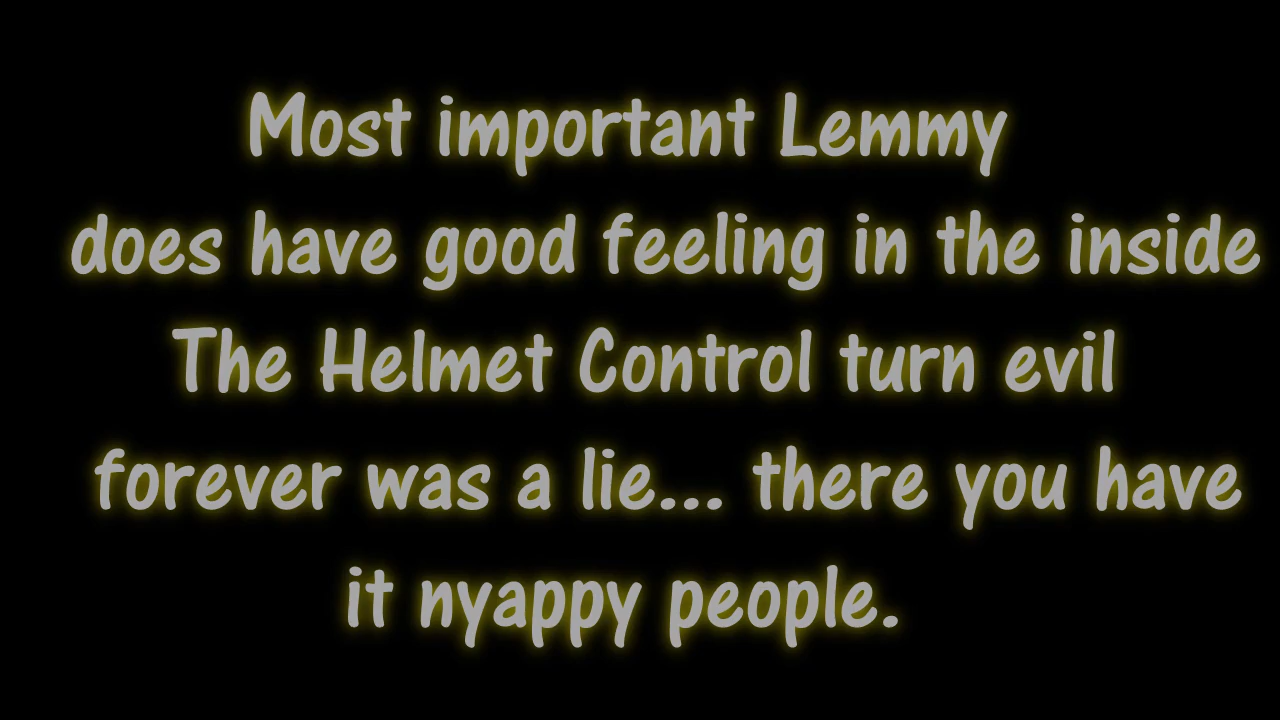 Most important Lemmy
does have good feeling in the inside
The Helmet Control turn evil
forever was a lie... there you have
it nyappy people.